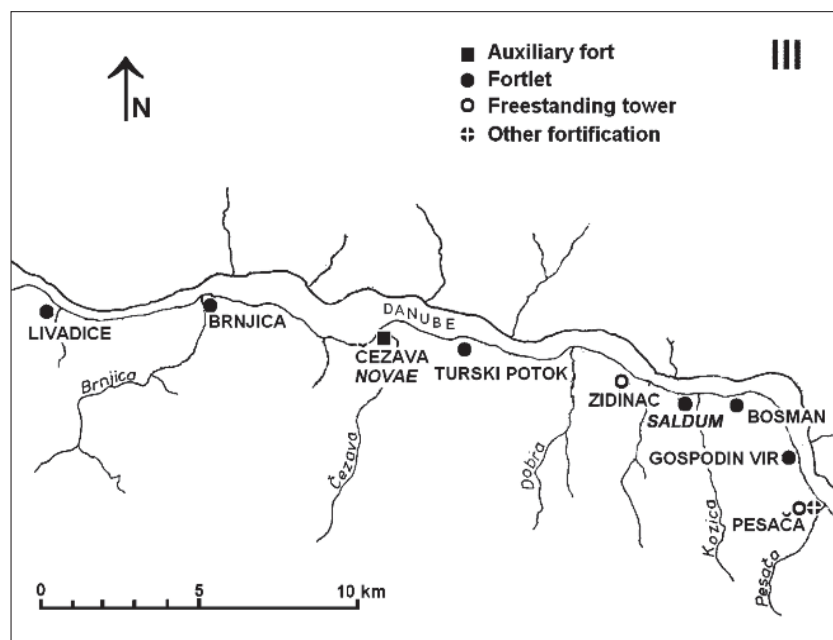 III
N
Auxiliary fort
Fortlet
Freestanding tower
Other fortification
LIVADICE
BRNJICA
Brnjica
DANUBE
ČEZAVA
NOVAE
Čezava
TURSKI POTOK
Dobra
ZIDINAC
SALDUM
BOSMAN
GOSPODIN VIR
Kozica
PESAČA
Pesača
0 5 10 km